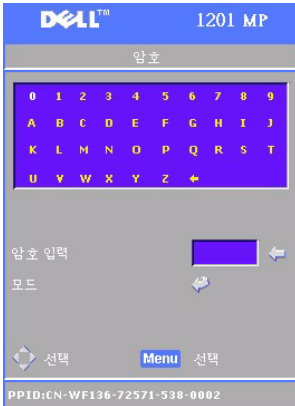 DELL™ 1201 MP
암호
0 1 2 3 4 5 6 7 8 9
A B C D E F G H I J
K L M N O P Q R S T
U V W X Y Z ←
암호 입력
모드
선택 Menu 선택
PPID:CN-WF136-72571-538-0002